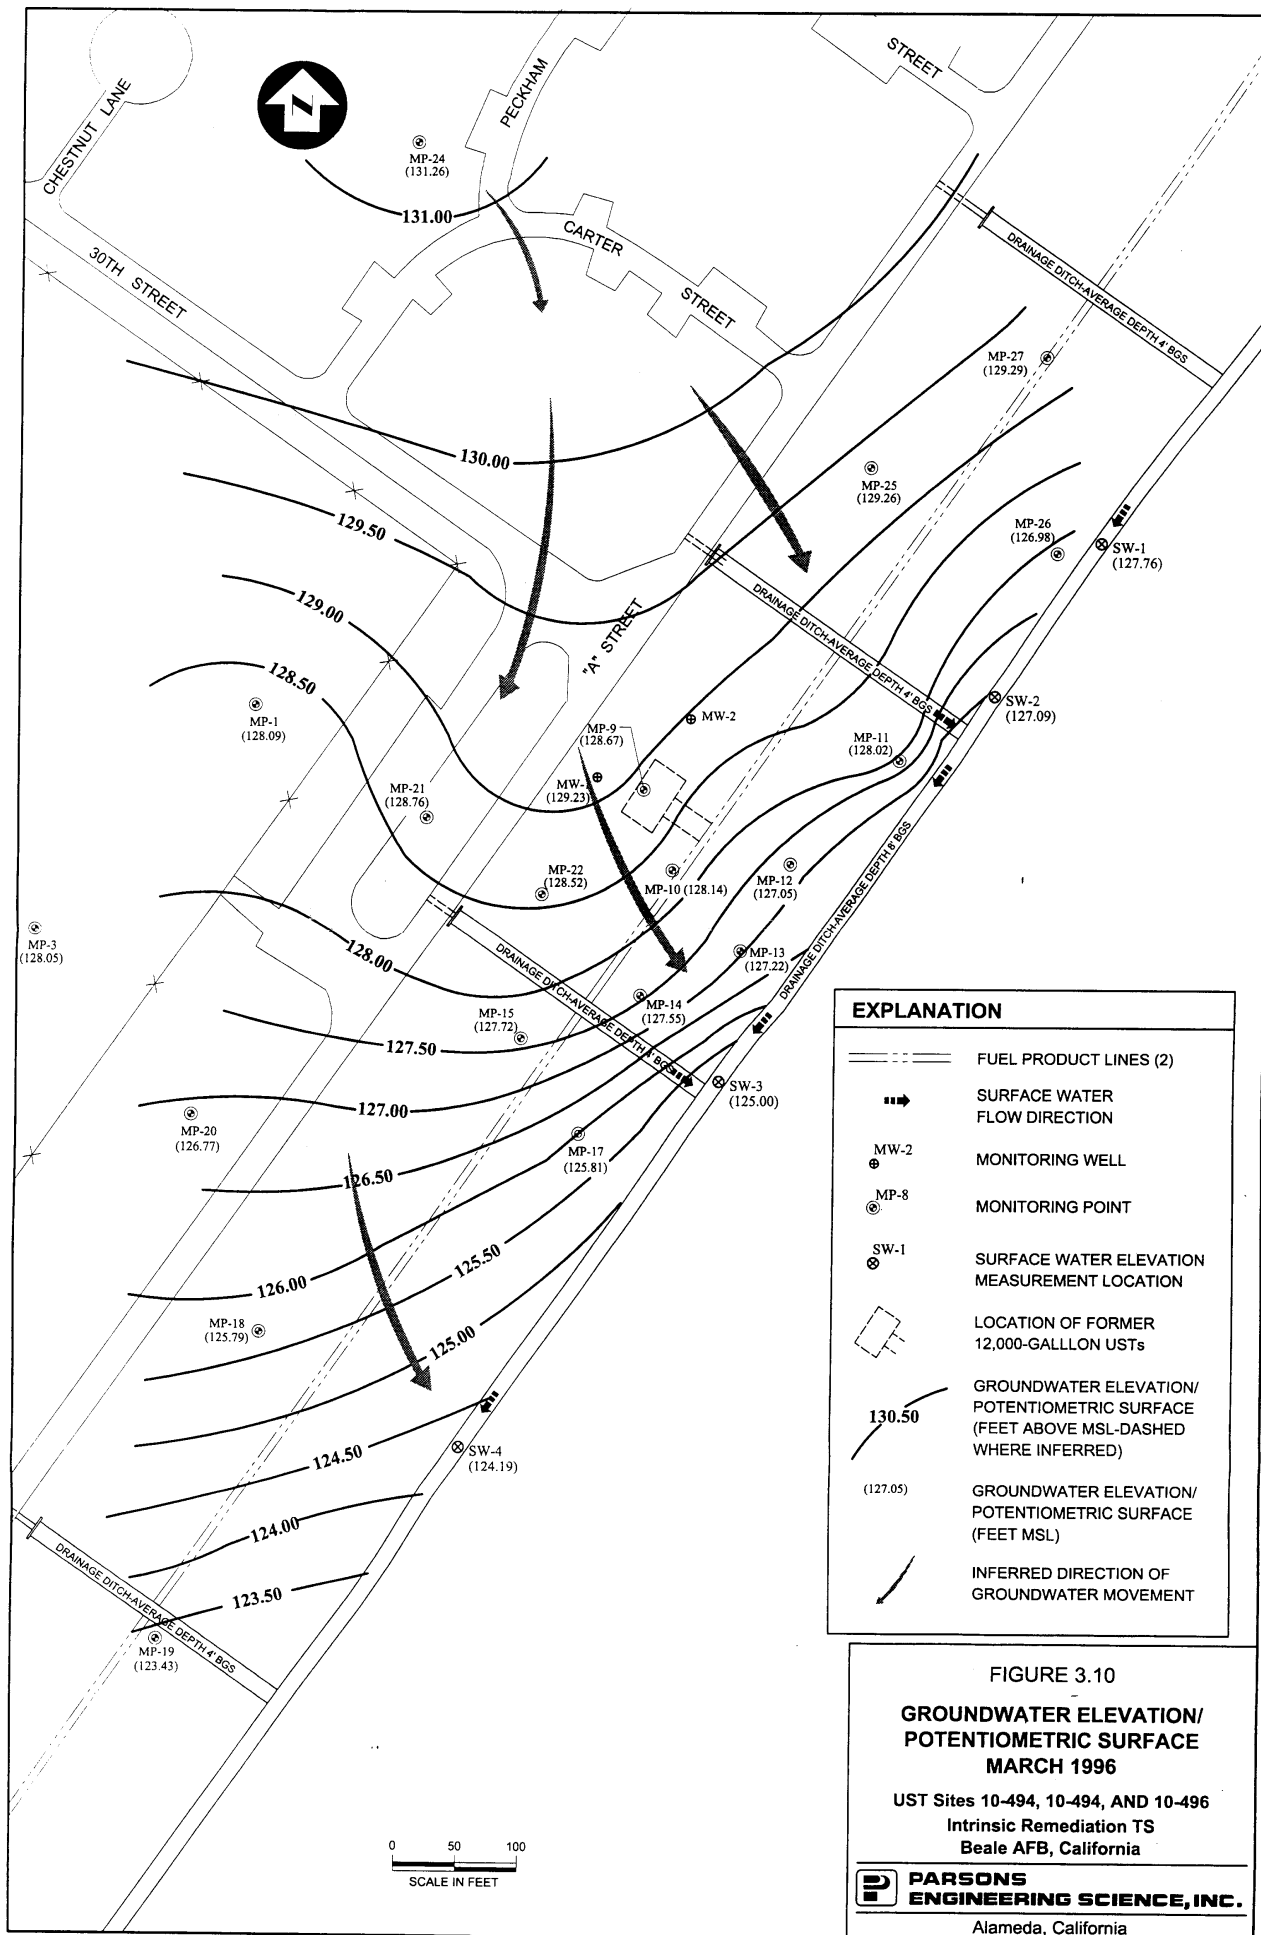 CHESTNUT LANE
N
MP-24
(131.26)
PECKHAM
STREET
131.00
CARTER
STREET
30TH STREET
DRAINAGE DITCH-AVERAGE DEPTH 4' BGS
MP-27
(129.29)
130.00
129.50
MP-25
(129.26)
MP-26
(126.98)
SW-1
(127.76)
129.00
"A" STREET
DRAINAGE DITCH-AVERAGE DEPTH 4' BGS
128.50
MP-1
(128.09)
SW-2
(127.09)
MW-2
MP-9
(128.67)
MP-11
(128.02)
MW-1
(129.23)
MP-21
(128.76)
MP-22
(128.52)
MP-10 (128.14)
MP-12
(127.05)
DRAINAGE DITCH-AVERAGE DEPTH 8' BGS
MP-3
(128.05)
128.00
DRAINAGE DITCH-AVERAGE DEPTH 4' BGS
MP-13
(127.22)
MP-14
(127.55)
MP-15
(127.72)
127.50
SW-3
(125.00)
127.00
MP-20
(126.77)
MP-17
(125.81)
126.50
125.50
126.00
MP-18
(125.79)
125.00
124.50
SW-4
(124.19)
124.00
123.50
DRAINAGE DITCH-AVERAGE DEPTH 4' BGS
MP-19
(123.43)
0 50 100
SCALE IN FEET
EXPLANATION
FUEL PRODUCT LINES (2)
SURFACE WATER
FLOW DIRECTION
MW-2
MONITORING WELL
MP-8
MONITORING POINT
SW-1
SURFACE WATER ELEVATION
MEASUREMENT LOCATION
LOCATION OF FORMER
12,000-GALLLON USTs
130.50
GROUNDWATER ELEVATION/
POTENTIOMETRIC SURFACE
(FEET ABOVE MSL-DASHED
WHERE INFERRED)
(127.05)
GROUNDWATER ELEVATION/
POTENTIOMETRIC SURFACE
(FEET MSL)
INFERRED DIRECTION OF
GROUNDWATER MOVEMENT
FIGURE 3.10
GROUNDWATER ELEVATION/
POTENTIOMETRIC SURFACE
MARCH 1996
UST Sites 10-494, 10-494, AND 10-496
Intrinsic Remediation TS
Beale AFB, California
PARSONS
ENGINEERING SCIENCE, INC.
Alameda, California